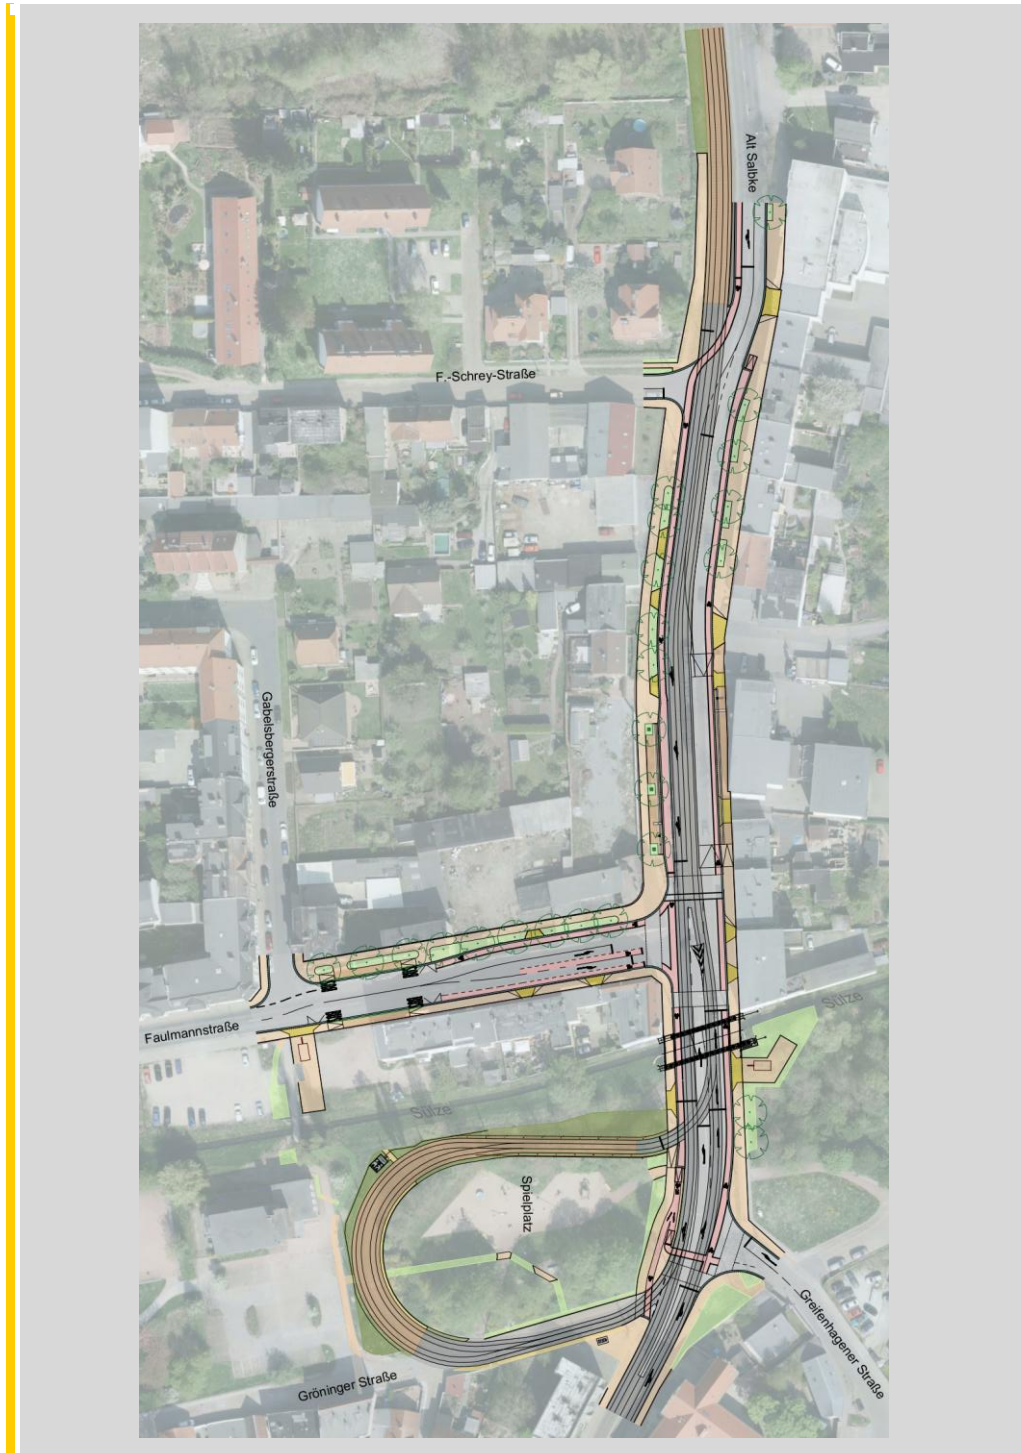 Alt Salbke
F.-Schrey-Straße
Gabelsbergerstraße
Sülze
Faulmannstraße
Sülze
Spielplatz
Greifenhagener Straße
Gröninger Straße